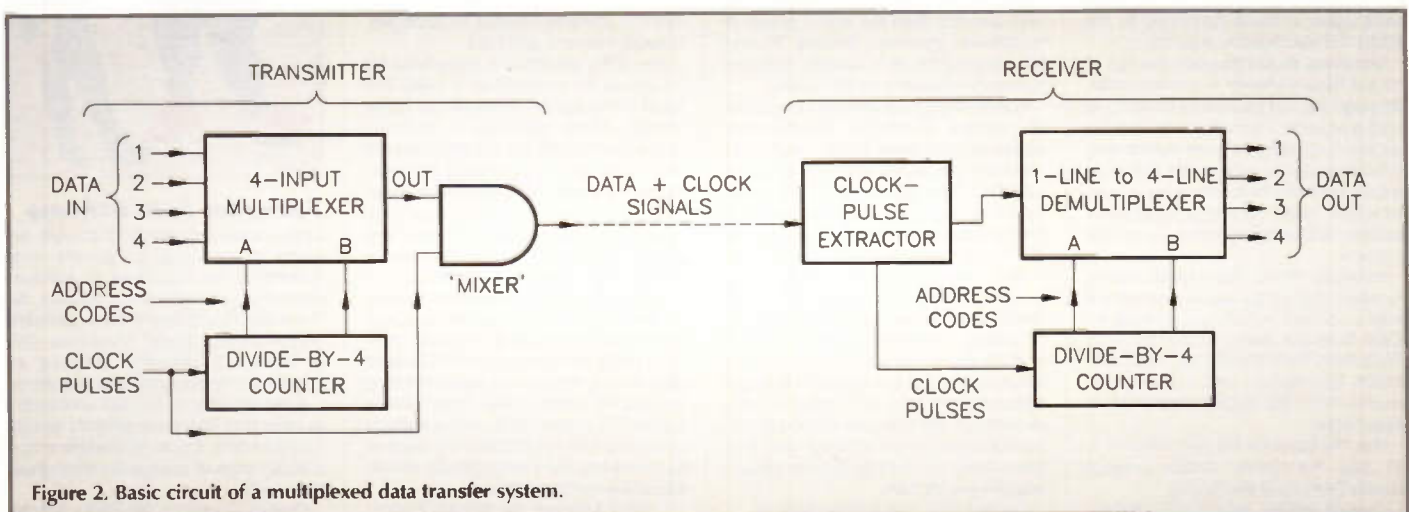 TRANSMITTER
RECEIVER
DATA
IN
1
2
3
4
4-INPUT
MULTIPLEXER
A B
OUT
'MIXER'
ADDRESS
CODES
CLOCK
PULSES
DIVIDE-BY-4
COUNTER
DATA + CLOCK
SIGNALS
CLOCK-
PULSE
EXTRACTOR
1-LINE to 4-LINE
DEMULTIPLEXER
A B
1
2
3
4
DATA
OUT
ADDRESS
CODES
CLOCK
PULSES
DIVIDE-BY-4
COUNTER
Figure 2. Basic circuit of a multiplexed data transfer system.